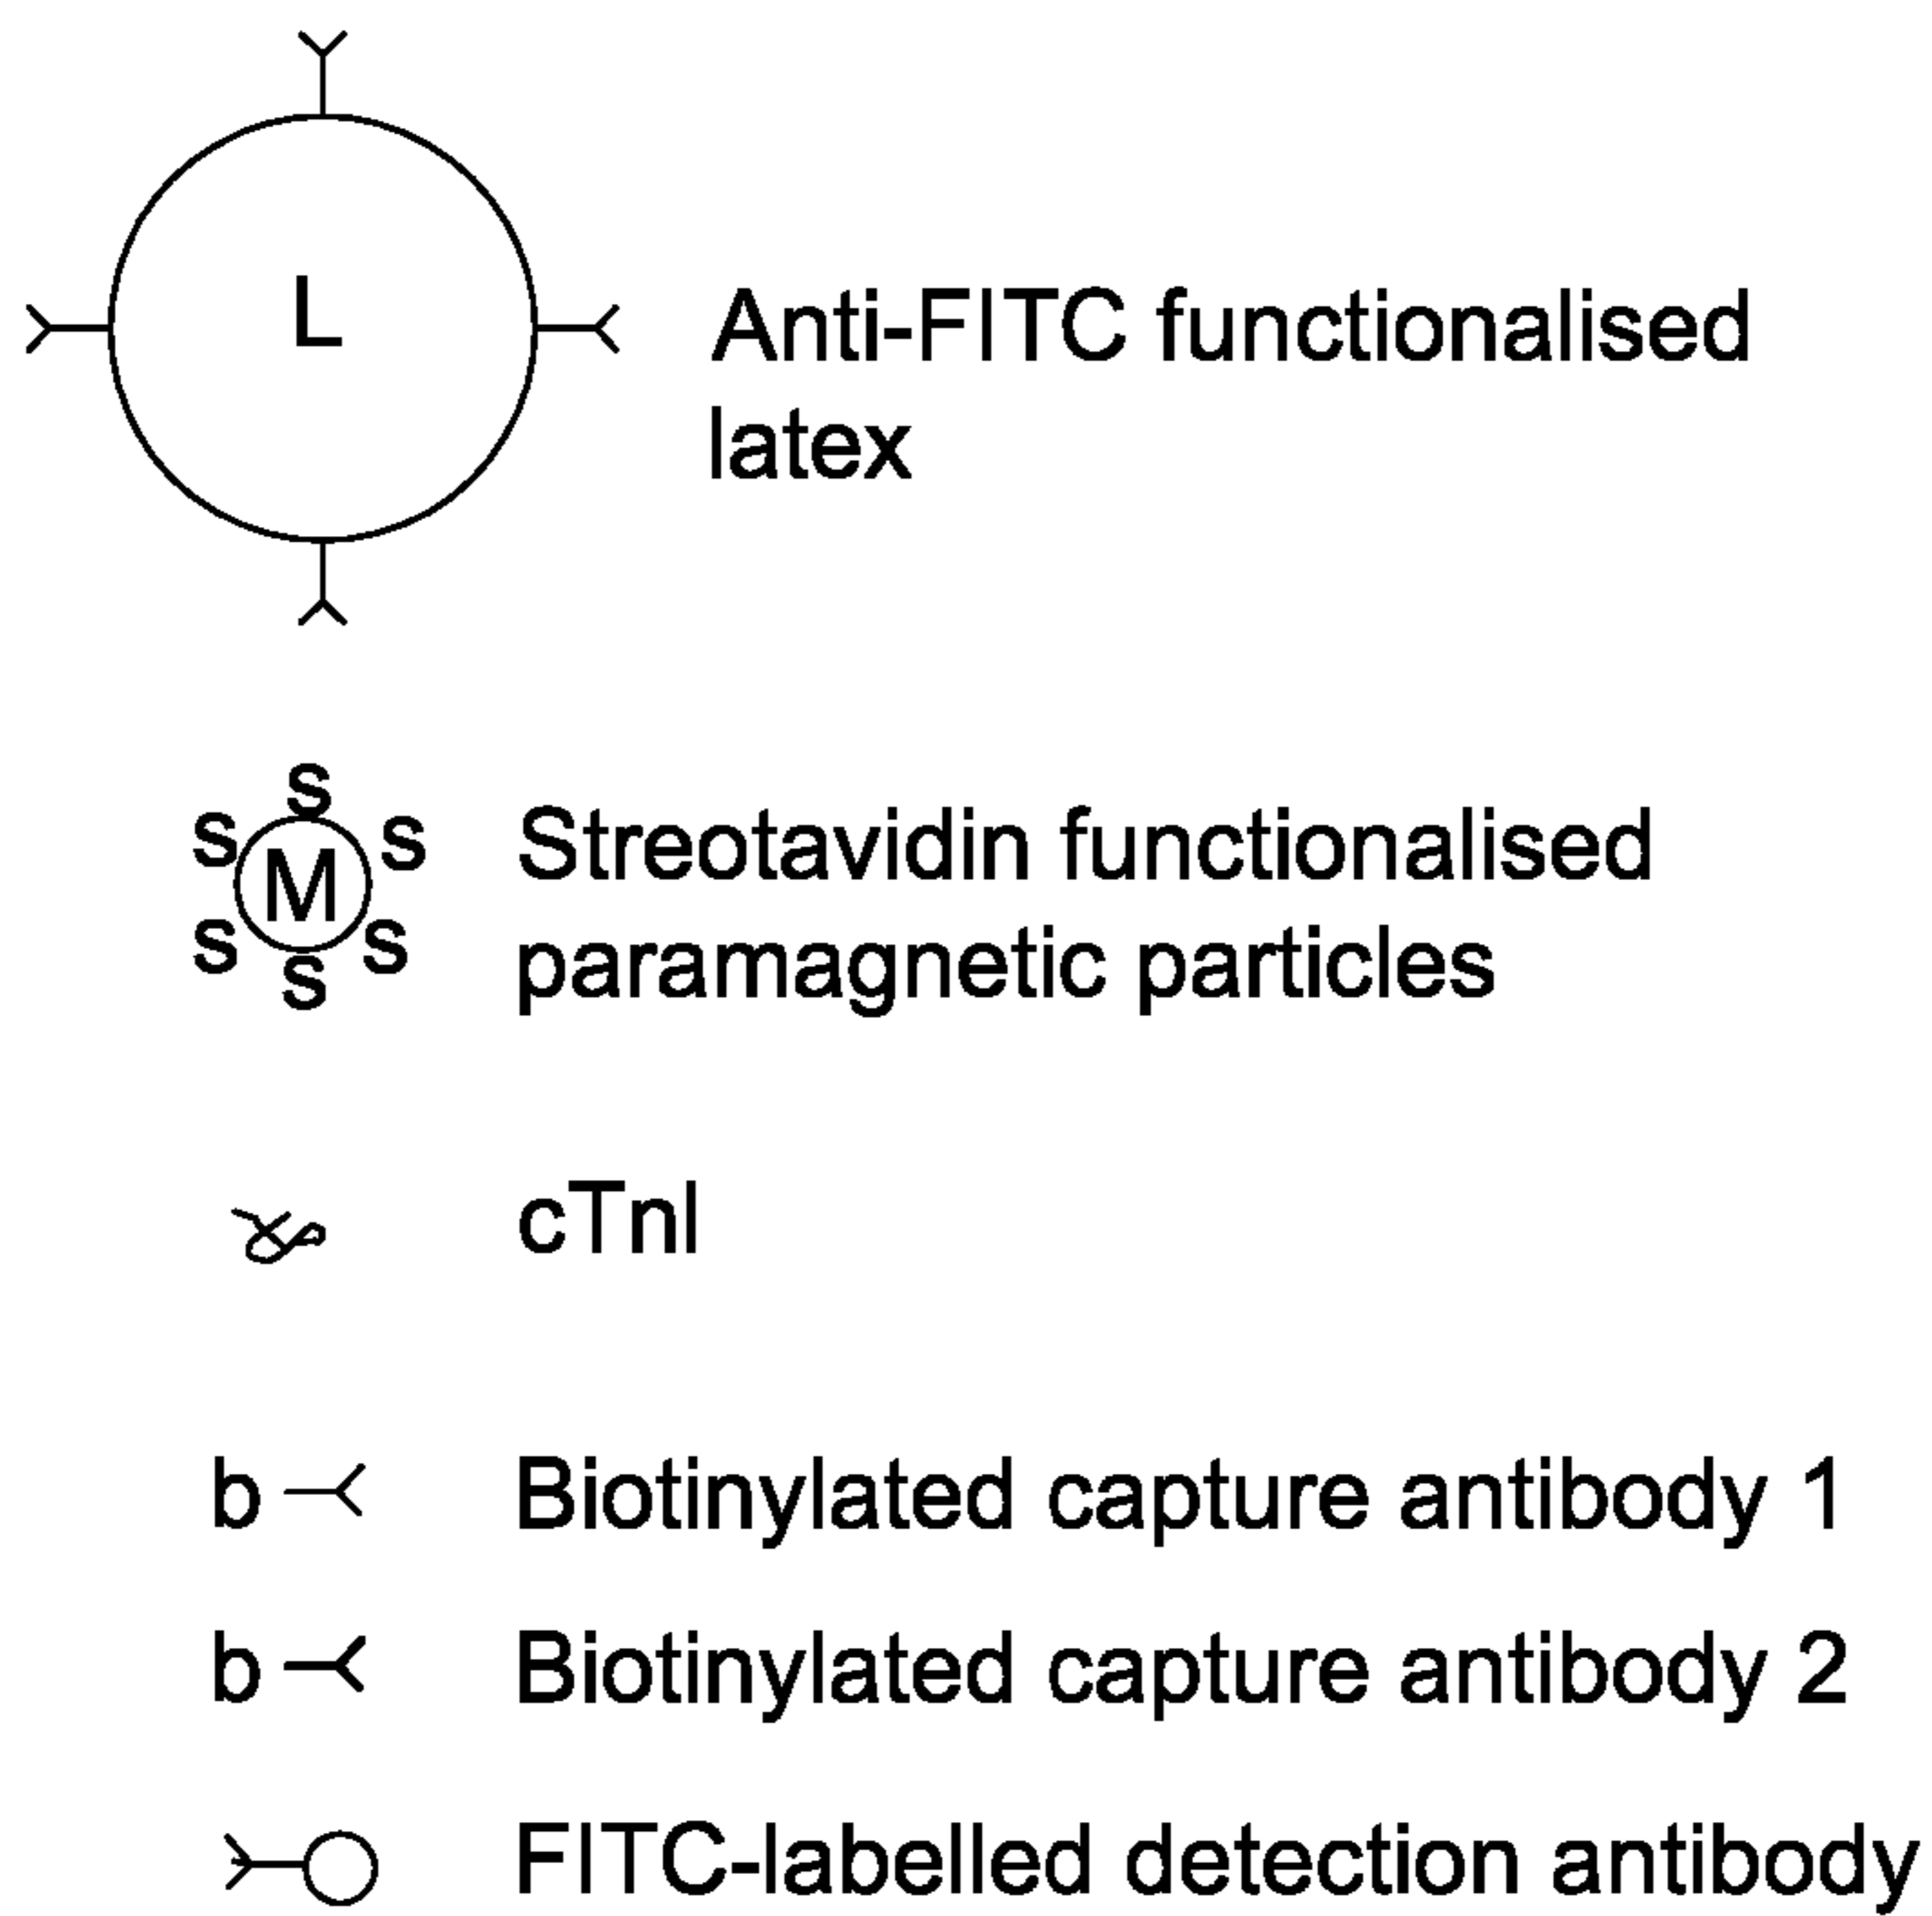 L
Anti-FITC functionalised
latex
s
s s
M
s s
s
Streotavidin functionalised
paramagnetic particles
cTnI
b
Biotinylated capture antibody 1
b
Biotinylated capture antibody 2
FITC-labelled detection antibody